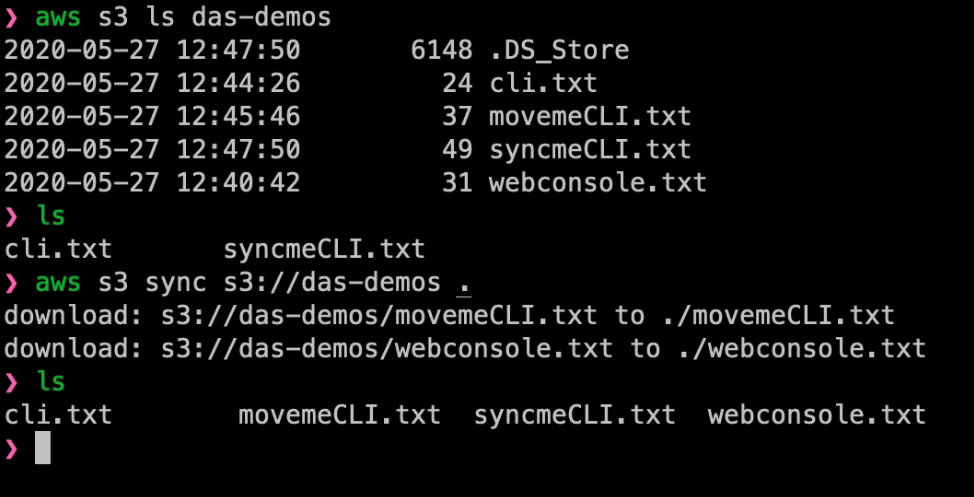 ❯ aws s3 ls das-demos
2020-05-27 12:47:50       6148 .DS_Store
2020-05-27 12:44:26         24 cli.txt
2020-05-27 12:45:46         37 movemeCLI.txt
2020-05-27 12:47:50         49 syncmeCLI.txt
2020-05-27 12:40:42         31 webconsole.txt
❯ ls
cli.txt       syncmeCLI.txt
❯ aws s3 sync s3://das-demos .
download: s3://das-demos/movemeCLI.txt to ./movemeCLI.txt
download: s3://das-demos/webconsole.txt to ./webconsole.txt
❯ ls
cli.txt        movemeCLI.txt  syncmeCLI.txt  webconsole.txt
❯